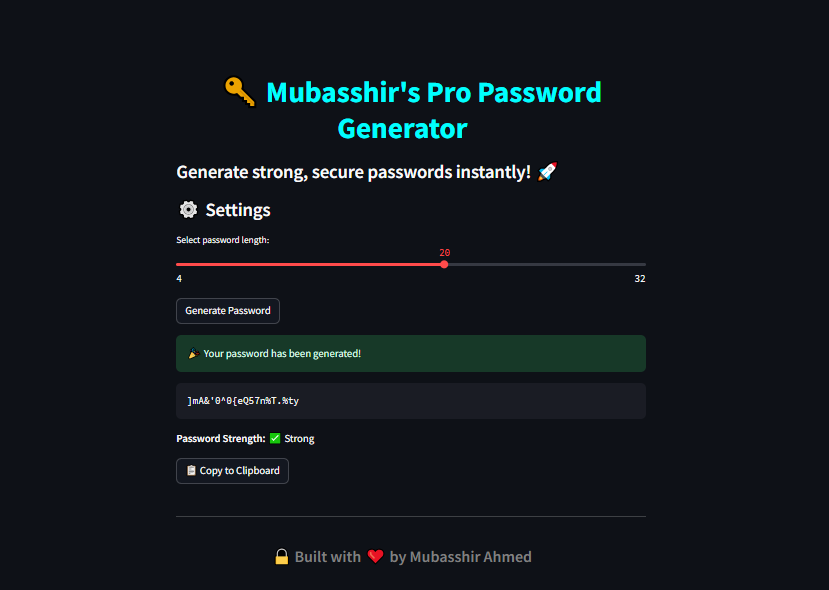 🔑 Mubasshir's Pro Password
Generator
Generate strong, secure passwords instantly! 🚀
⚙️ Settings
Select password length:
20
4 32
Generate Password
🎉 Your password has been generated!
]mA&'0^0{eQ57n%T.%ty
Password Strength: ✅ Strong
📋 Copy to Clipboard
🔒 Built with ❤️ by Mubasshir Ahmed